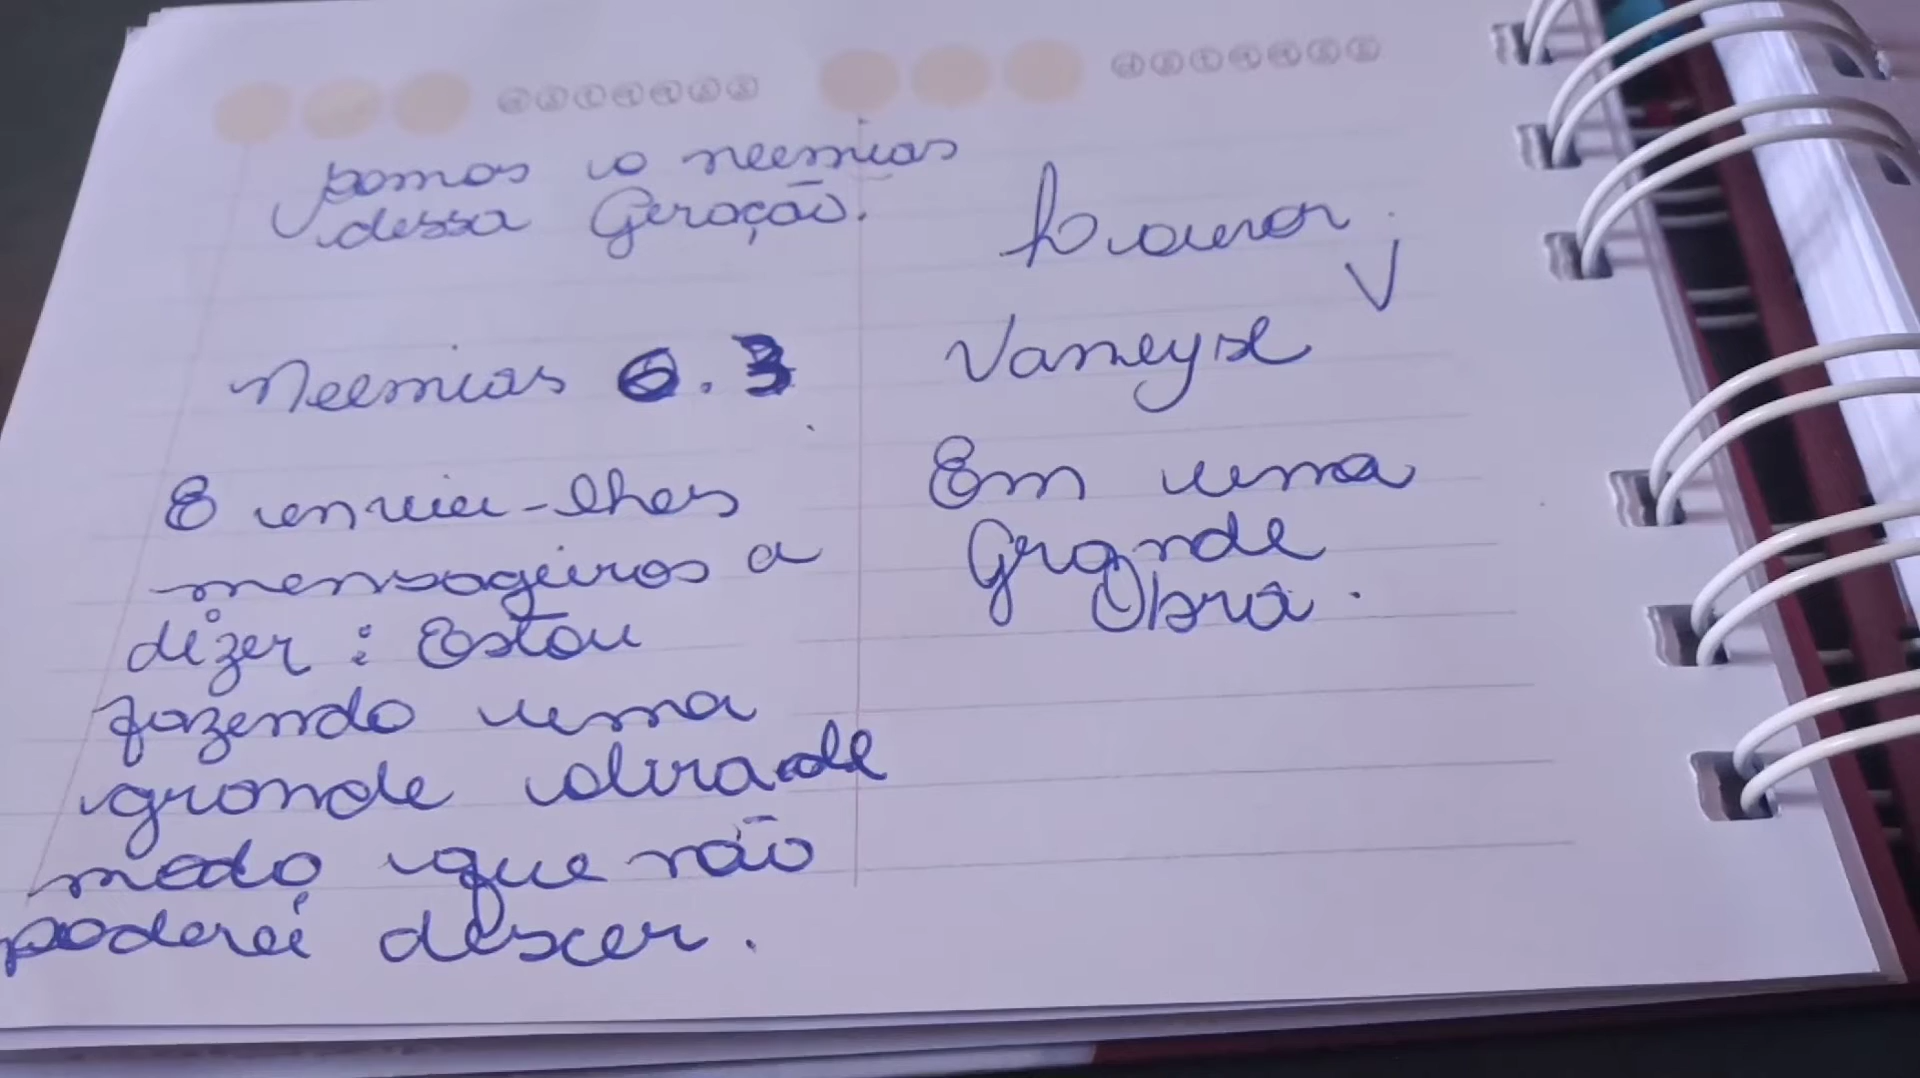 somos o neemias
dessa Geração.
Neemias 6.3
E enviei-lhes
mensageiros a
dizer: Estou
fazendo uma
grande obra de
modo que não
poderei descer.
Louvor
Vaneyse
Em uma
Grande
Obra.